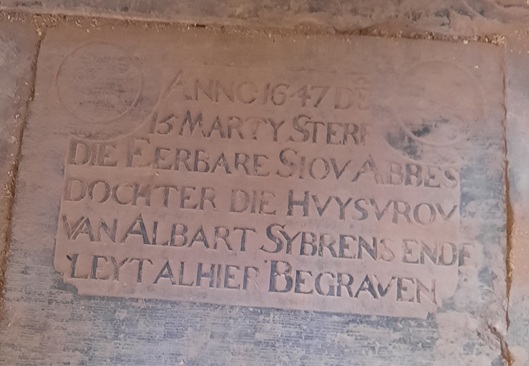 ANNO 1647 DE
15 MARTY STERF
DIE EERBARE SIOV ABBES
DOCHTER DIE HVYSVROV
VAN ALBART SYBRENS ENDE
LEYT ALHIER BEGRAVEN